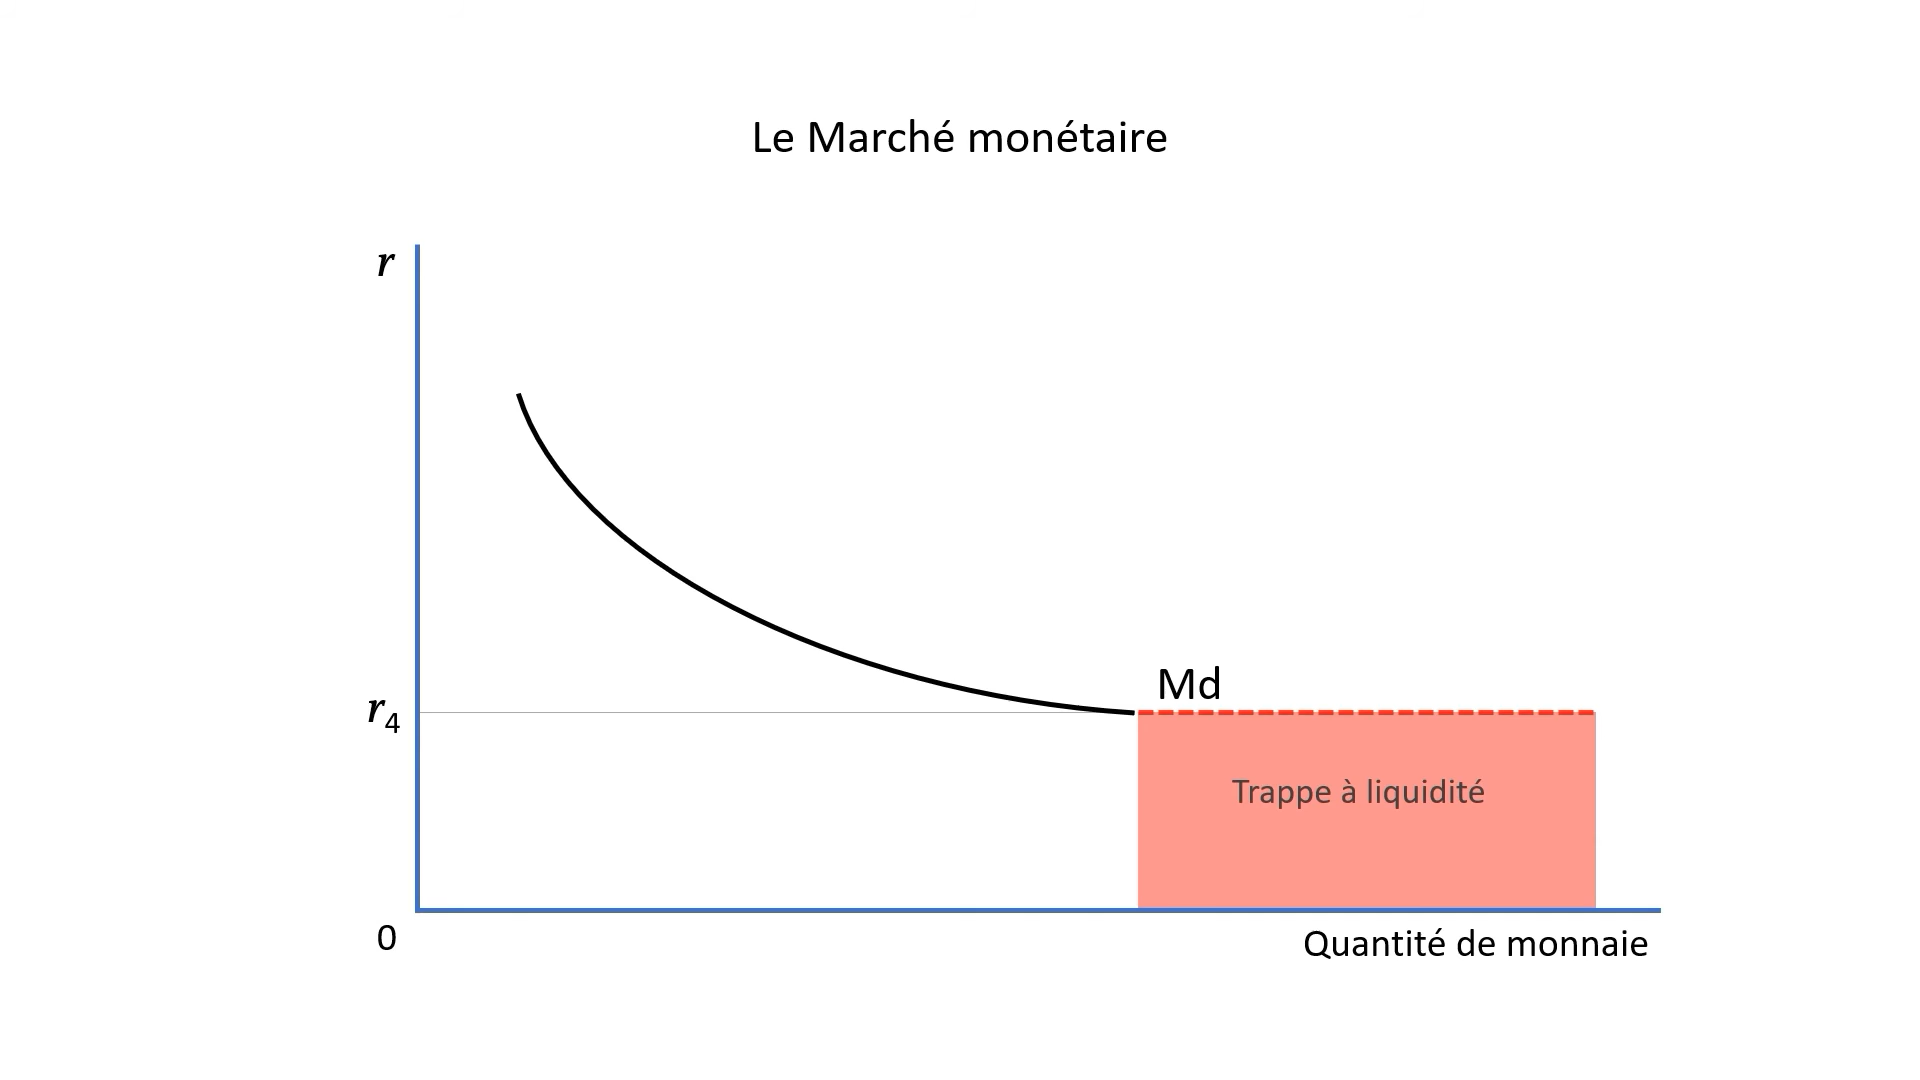 Le Marché monétaire
r
Md
r4
Trappe à liquidité
0
Quantité de monnaie